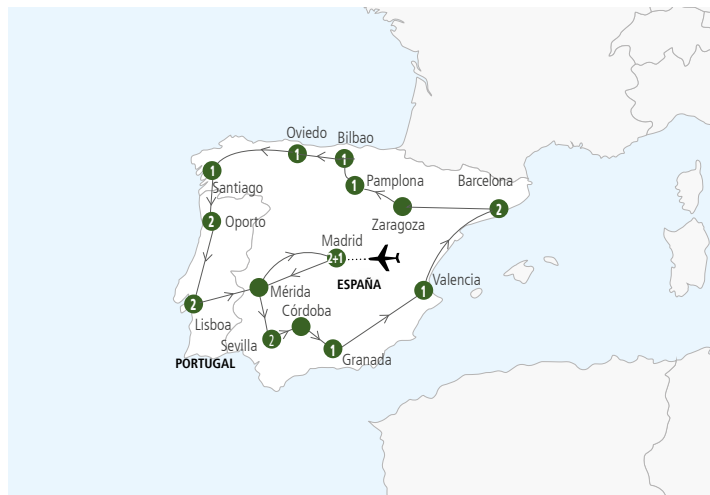 Oviedo
Bilbao
1
1
1
Santiago
1
Pamplona
Barcelona
2
Zaragoza
2
Oporto
Madrid
2+1
ESPAÑA
Mérida
Valencia
1
2
Lisboa
Córdoba
Sevilla
2
1
Granada
PORTUGAL